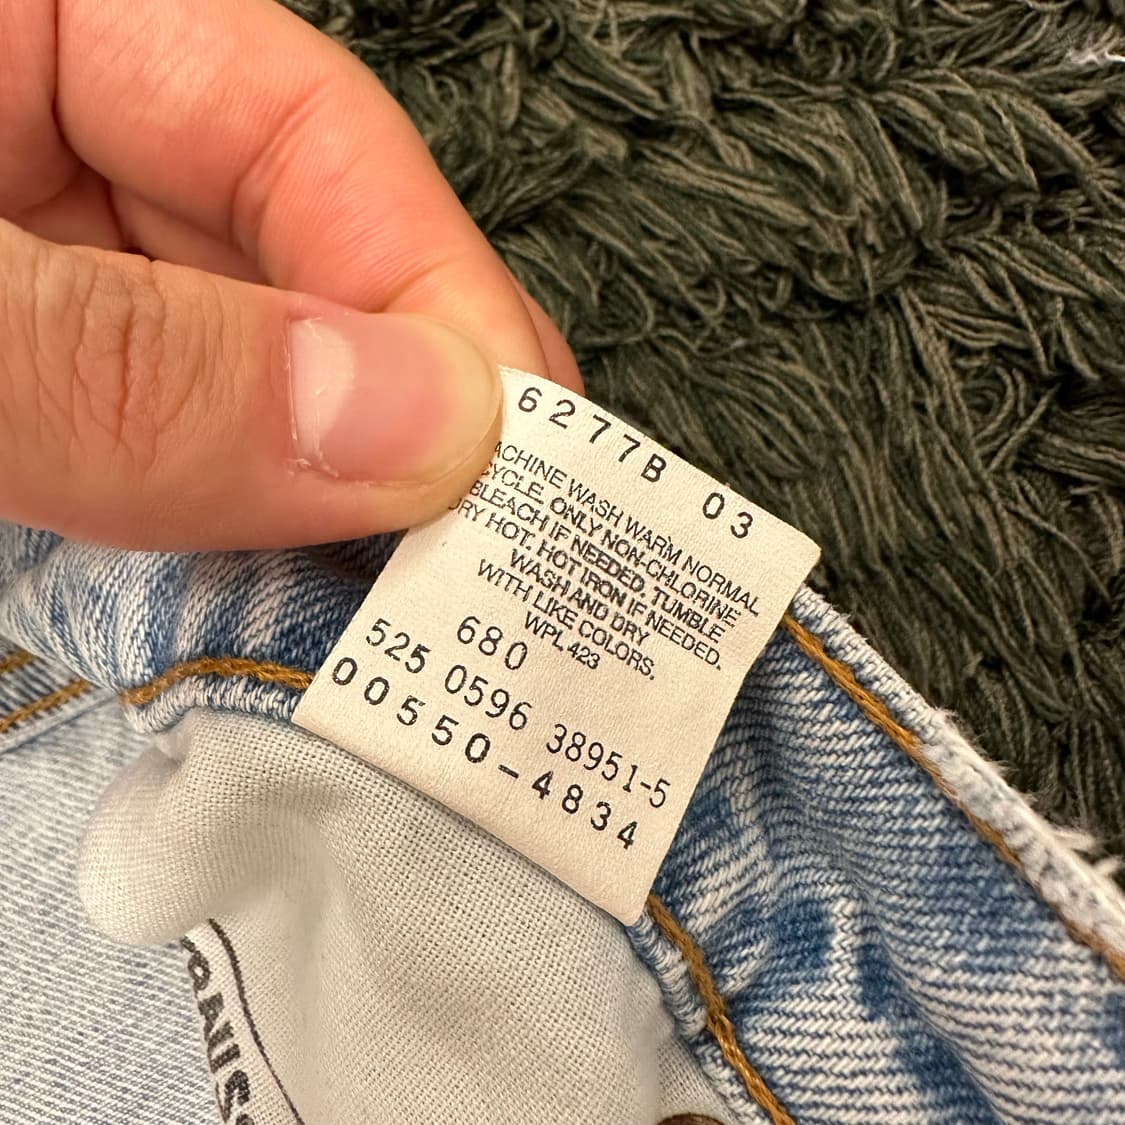 6277B 03
ACHINE WASH WARM NORMAL
YCLE. ONLY NON-CHLORINE
BLEACH IF NEEDED. TUMBLE
DRY HOT. HOT IRON IF NEEDED.
WASH AND DRY
WITH LIKE COLORS.
WPL 423
680
525 0596 38951-5
00550-4834